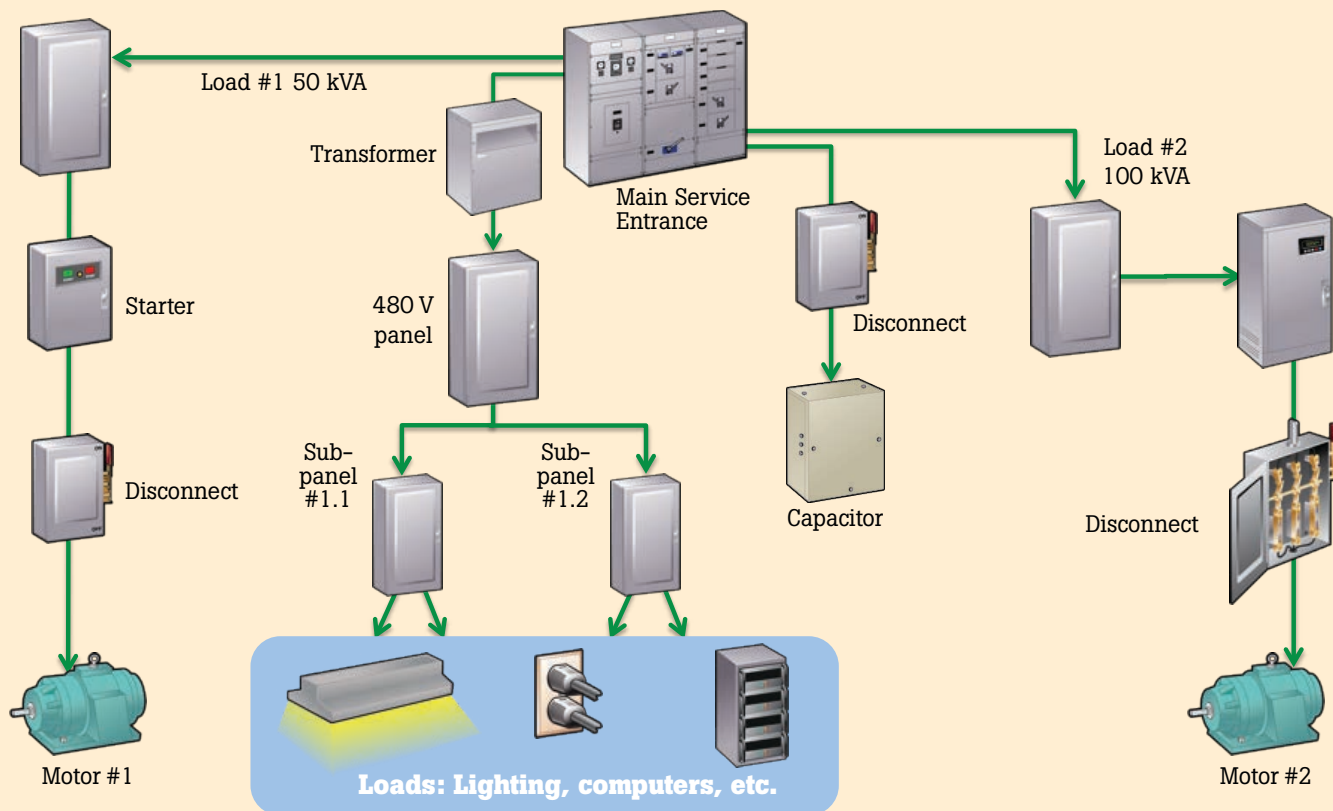 Load #1 50 kVA
Transformer
Main Service
Entrance
Load #2
100 kVA
Starter
480 V
panel
Disconnect
Sub-
panel
#1.1
Sub-
panel
#1.2
Disconnect
Capacitor
Disconnect
Motor #1
Loads: Lighting, computers, etc.
Motor #2